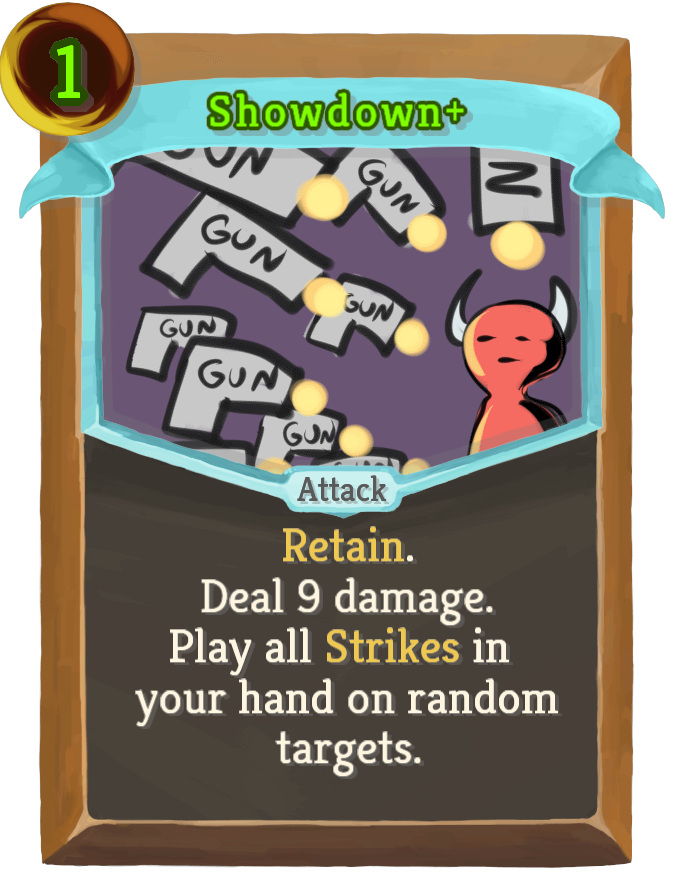 1
Showdown+
GUN
GUN
N
GUN
GUN
GUN
GUN
GUN
Attack
Retain.
Deal 9 damage.
Play all Strikes in
your hand on random
targets.